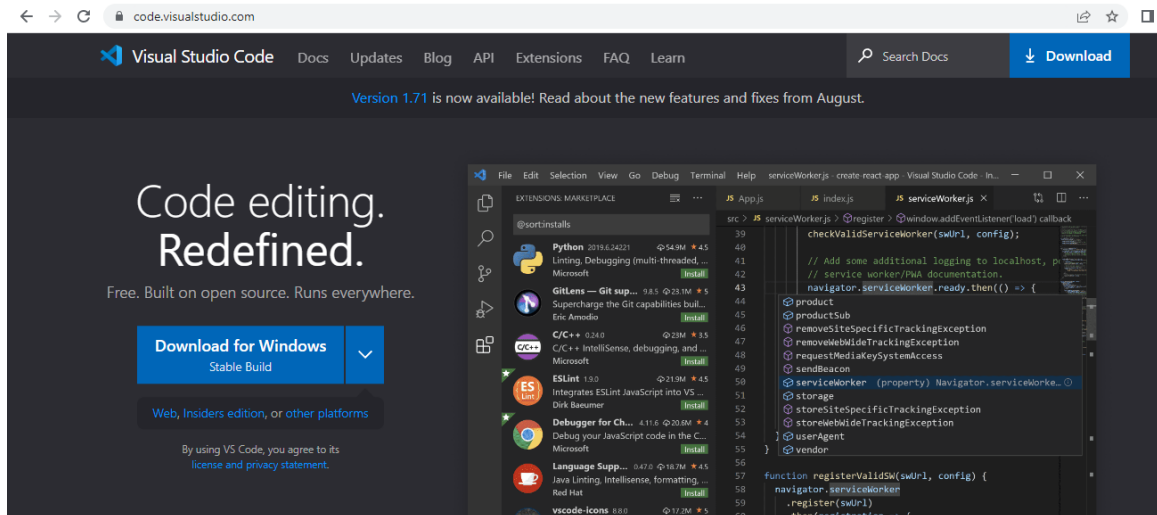 code.visualstudio.com
Visual Studio Code Docs Updates Blog API Extensions FAQ Learn Search Docs Download
Version 1.71 is now available! Read about the new features and fixes from August.
Code editing.
Redefined.
Free. Built on open source. Runs everywhere.
Download for Windows
Stable Build
Web, Insiders edition, or other platforms
By using VS Code, you agree to its
license and privacy statement.
File Edit Selection View Go Debug Terminal Help serviceWorker.js - create-react-app - Visual Studio Code - In...
EXTENSIONS: MARKETPLACE
@sort:installs
Python 2019.6.24221 54.9M 4.5
Linting, Debugging (multi-threaded, ...
Microsoft Install
GitLens — Git sup... 9.8.5 23.1M 5
Supercharge the Git capabilities buil...
Eric Amodio Install
C/C++ C/C++ 0.24.0 23M 3.5
C/C++ IntelliSense, debugging, and ...
Microsoft Install
ES Lint ESLint 1.9.0 21.9M 4.5
Integrates ESLint JavaScript into VS ...
Dirk Baeumer Install
Debugger for Ch... 4.11.6 20.6M 4
Debug your JavaScript code in the C...
Microsoft Install
Language Supp... 0.47.0 18.7M 4.5
Java Linting, Intellisense, formatting, ...
Red Hat Install
vscode-icons 8.8.0 17.2M 5
JS App.js JS index.js JS serviceWorker.js
src > JS serviceWorker.js > register > window.addEventListener('load') callback
39 checkValidServiceWorker(swUrl, config);
40
41 // Add some additional logging to localhost, p
42 // service worker/PWA documentation.
43 navigator.serviceWorker.ready.then(() => {
44 product
45 productSub
46 removeSiteSpecificTrackingException
47 removeWebWideTrackingException
48 requestMediaKeySystemAccess
49 sendBeacon
50 serviceWorker (property) Navigator.serviceWorke...
51 storage
52 storeSiteSpecificTrackingException
53 storeWebWideTrackingException
54 } userAgent
55 } vendor
56
57 function registerValidSW(swUrl, config) {
58 navigator.serviceWorker
59 .register(swUrl)